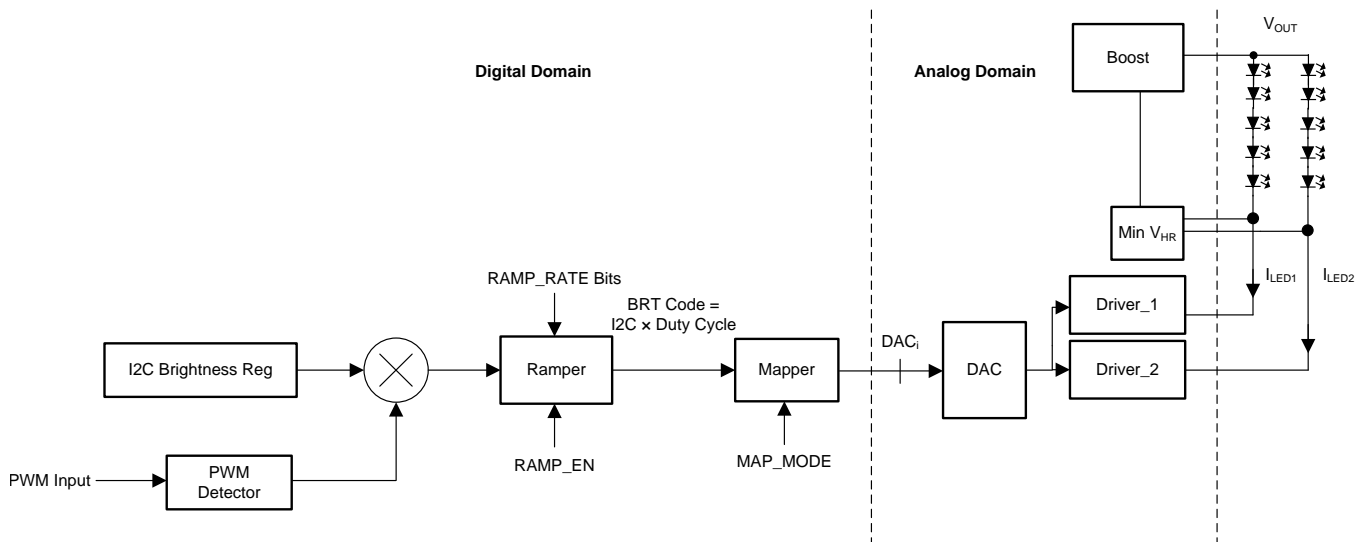 V_OUT
Boost
Digital Domain
Analog Domain
Min V_HR
RAMP_RATE Bits
I_LED1
I_LED2
BRT Code =
I2C × Duty Cycle
Driver_1
DAC_i
I2C Brightness Reg
Ramper
Mapper
DAC
Driver_2
RAMP_EN
MAP_MODE
PWM Input
PWM
Detector